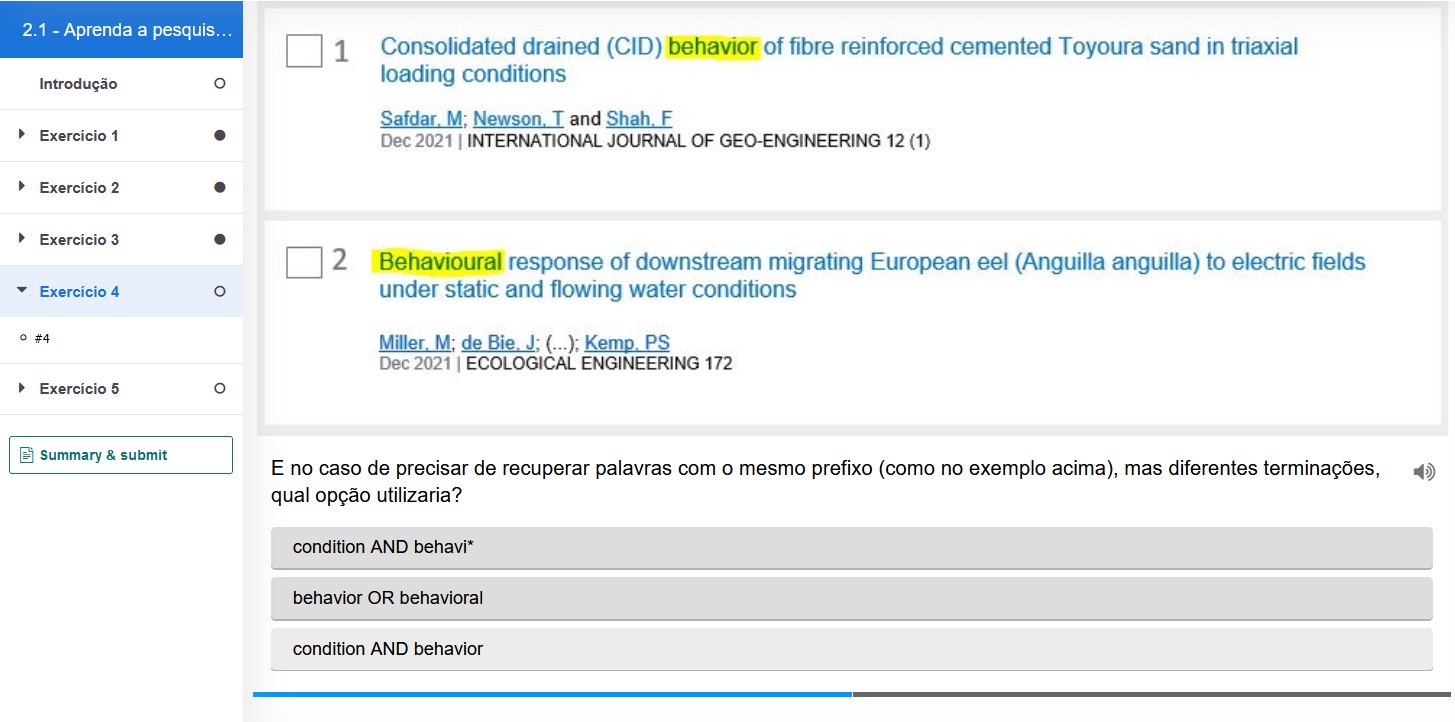 2.1 - Aprenda a pesquis...
Introdução
Exercício 1
Exercício 2
Exercício 3
Exercício 4
#4
Exercício 5
Summary & submit
1 Consolidated drained (CID) behavior of fibre reinforced cemented Toyoura sand in triaxial
loading conditions
Safdar, M; Newson, T and Shah, F
Dec 2021 | INTERNATIONAL JOURNAL OF GEO-ENGINEERING 12 (1)
2 Behavioural response of downstream migrating European eel (Anguilla anguilla) to electric fields
under static and flowing water conditions
Miller, M; de Bie, J; (...); Kemp, PS
Dec 2021 | ECOLOGICAL ENGINEERING 172
E no caso de precisar de recuperar palavras com o mesmo prefixo (como no exemplo acima), mas diferentes terminações,
qual opção utilizaria?
condition AND behavi*
behavior OR behavioral
condition AND behavior